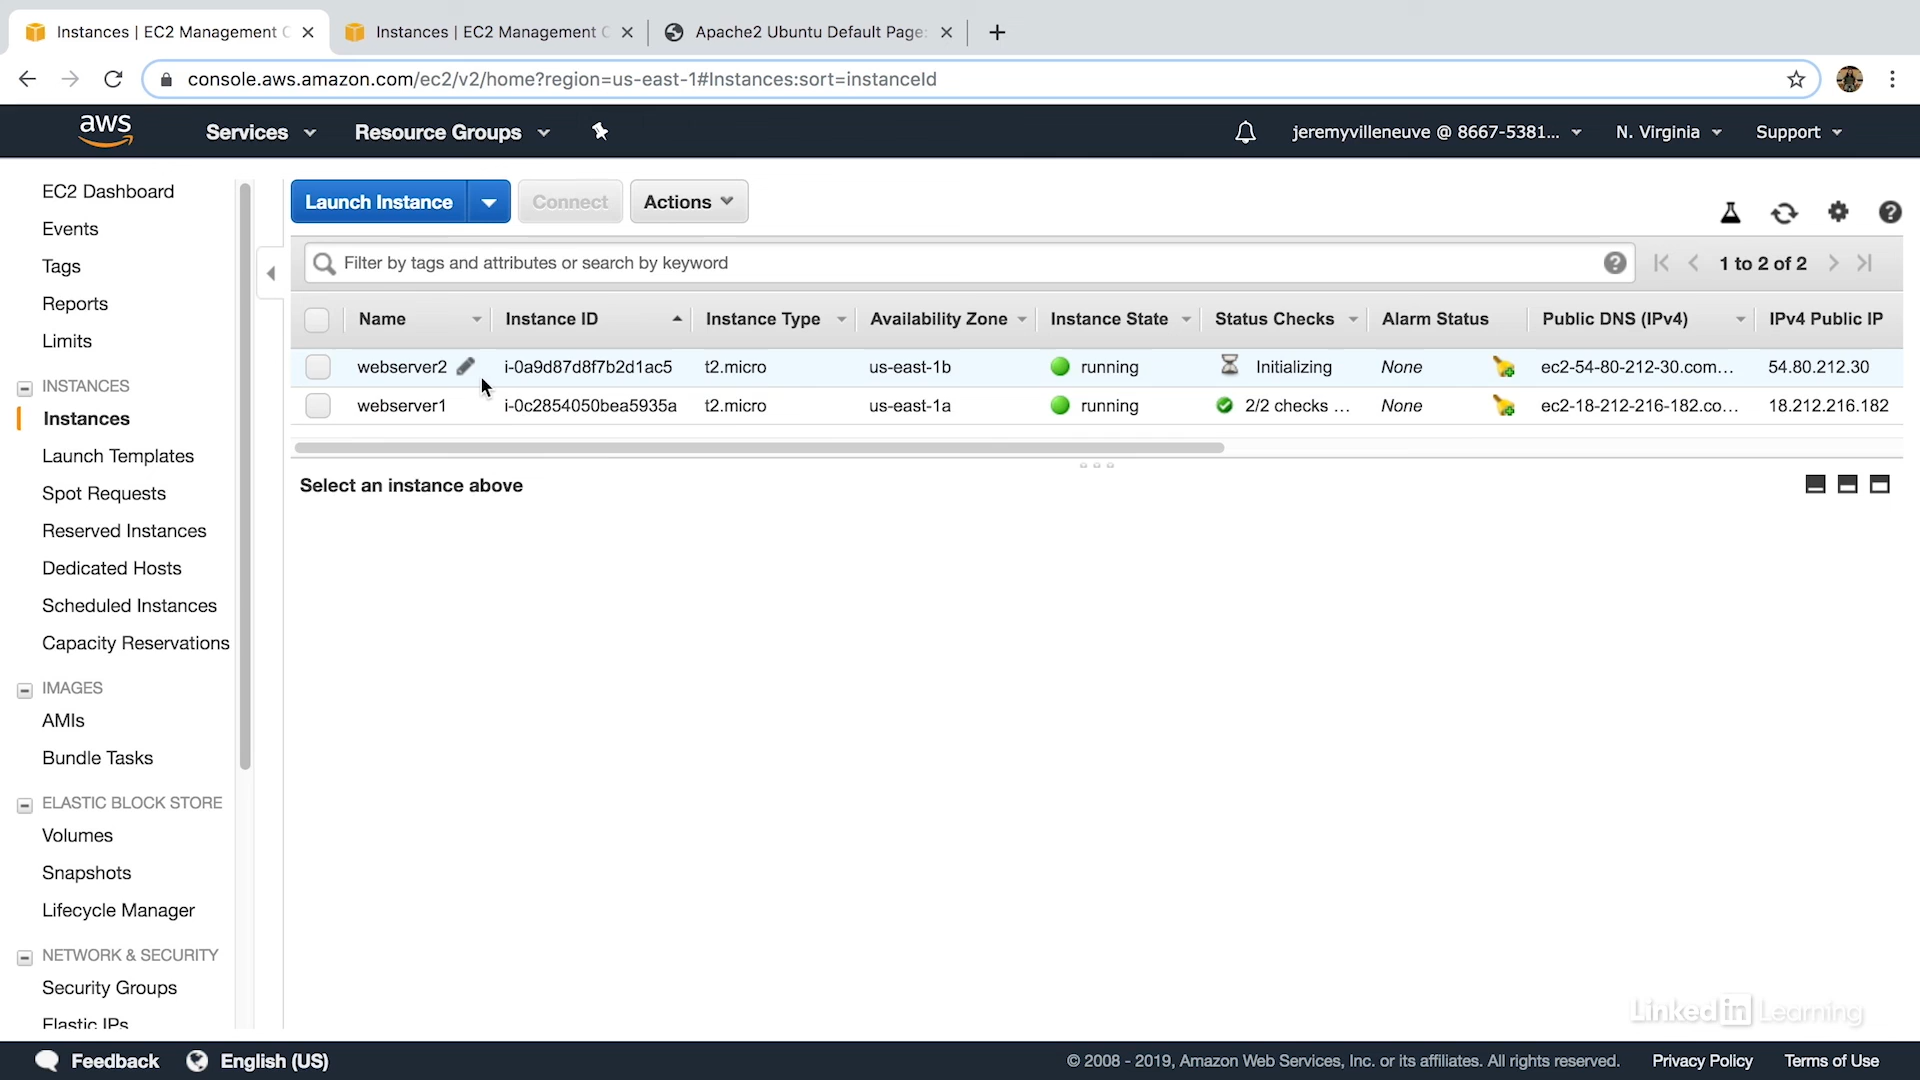 Instances | EC2 Management C
Instances | EC2 Management C
Apache2 Ubuntu Default Page:
console.aws.amazon.com/ec2/v2/home?region=us-east-1#Instances:sort=instanceId
aws
Services
Resource Groups
jeremyvilleneuve @ 8667-5381...
N. Virginia
Support
EC2 Dashboard
Events
Tags
Reports
Limits
INSTANCES
Instances
Launch Templates
Spot Requests
Reserved Instances
Dedicated Hosts
Scheduled Instances
Capacity Reservations
IMAGES
AMIs
Bundle Tasks
ELASTIC BLOCK STORE
Volumes
Snapshots
Lifecycle Manager
NETWORK & SECURITY
Security Groups
Elastic IPs
Launch Instance
Connect
Actions
Filter by tags and attributes or search by keyword
1 to 2 of 2
Name Instance ID Instance Type Availability Zone Instance State Status Checks Alarm Status Public DNS (IPv4) IPv4 Public IP
webserver2 i-0a9d87d8f7b2d1ac5 t2.micro us-east-1b running Initializing None ec2-54-80-212-30.com... 54.80.212.30
webserver1 i-0c2854050bea5935a t2.micro us-east-1a running 2/2 checks ... None ec2-18-212-216-182.co... 18.212.216.182
Select an instance above
Linked in Learning
Feedback
English (US)
© 2008 - 2019, Amazon Web Services, Inc. or its affiliates. All rights reserved.
Privacy Policy
Terms of Use